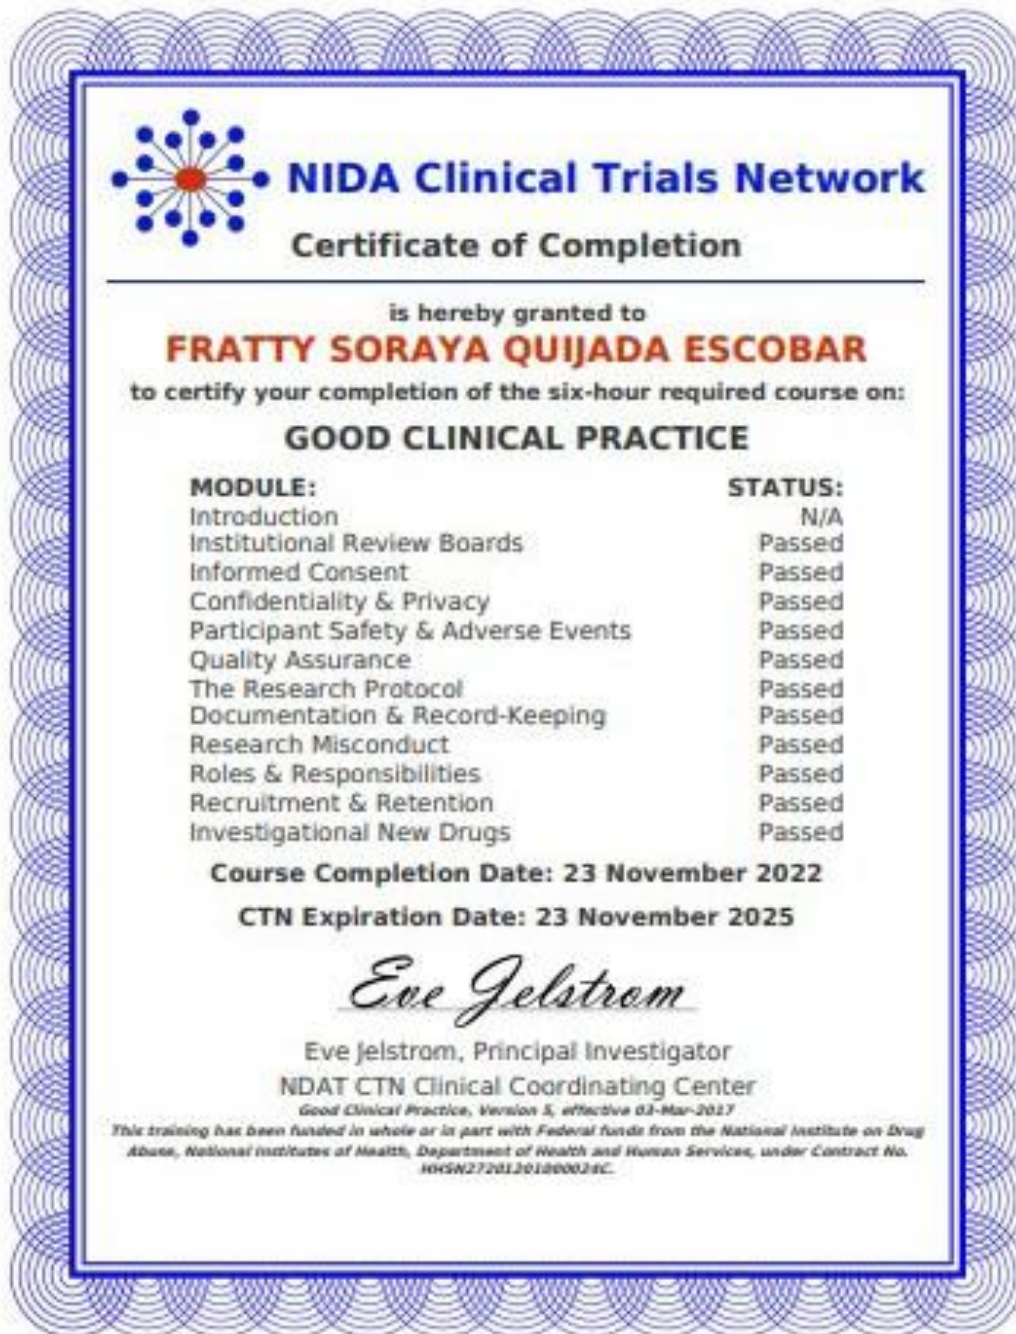 NIDA Clinical Trials Network
Certificate of Completion
is hereby granted to
FRATTY SORAYA QUIJADA ESCOBAR
to certify your completion of the six-hour required course on:
GOOD CLINICAL PRACTICE
MODULE: STATUS:
Introduction N/A
Institutional Review Boards Passed
Informed Consent Passed
Confidentiality & Privacy Passed
Participant Safety & Adverse Events Passed
Quality Assurance Passed
The Research Protocol Passed
Documentation & Record-Keeping Passed
Research Misconduct Passed
Roles & Responsibilities Passed
Recruitment & Retention Passed
Investigational New Drugs Passed
Course Completion Date: 23 November 2022
CTN Expiration Date: 23 November 2025
Eve Jelstrom
Eve Jelstrom, Principal Investigator
NDAT CTN Clinical Coordinating Center
Good Clinical Practice, Version 5, effective 03-Mar-2017
This training has been funded in whole or in part with Federal funds from the National Institute on Drug
Abuse, National Institutes of Health, Department of Health and Human Services, under Contract No.